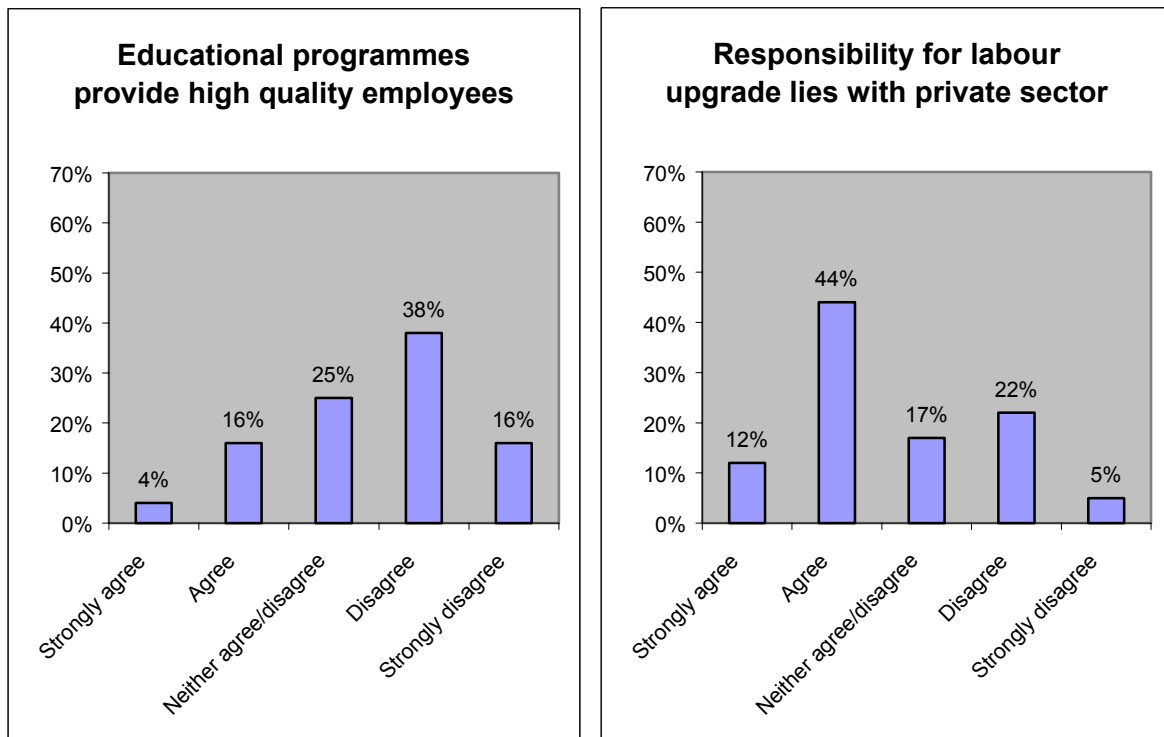 Educational programmes
provide high quality employees
70%
60%
50%
40%
30%
20%
10%
0%
4%
16%
25%
38%
16%
Strongly agree
Agree
Neither agree/disagree
Disagree
Strongly disagree
Responsibility for labour
upgrade lies with private sector
70%
60%
50%
40%
30%
20%
10%
0%
12%
44%
17%
22%
5%
Strongly agree
Agree
Neither agree/disagree
Disagree
Strongly disagree